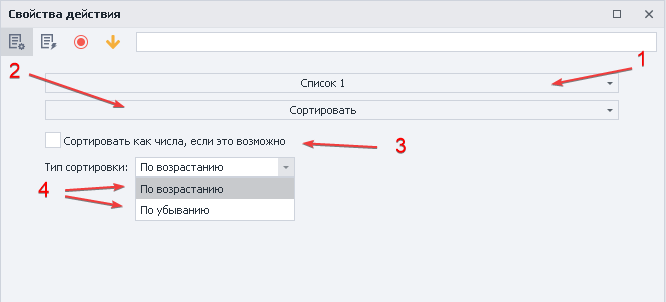 Свойства действия
1
2
Список 1
Сортировать
Сортировать как числа, если это возможно
3
Тип сортировки: По возрастанию
4
По возрастанию
По убыванию